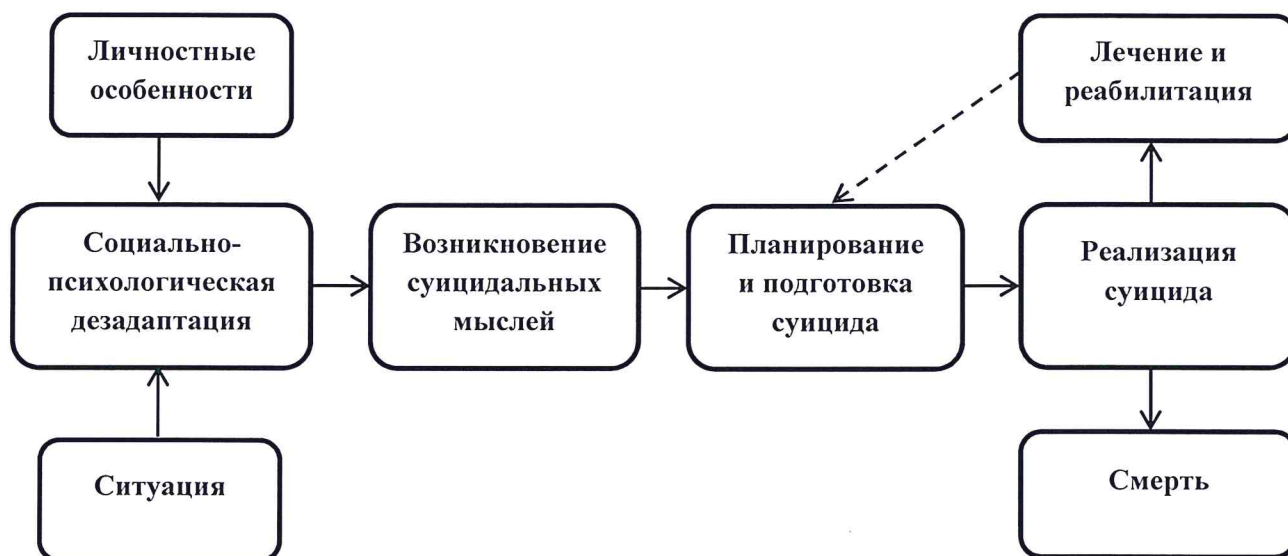 Личностные
особенности
Лечение и
реабилитация
Социально-
психологическая
дезадаптация
Возникновение
суицидальных
мыслей
Планирование
и подготовка
суицида
Реализация
суицида
Ситуация
Смерть